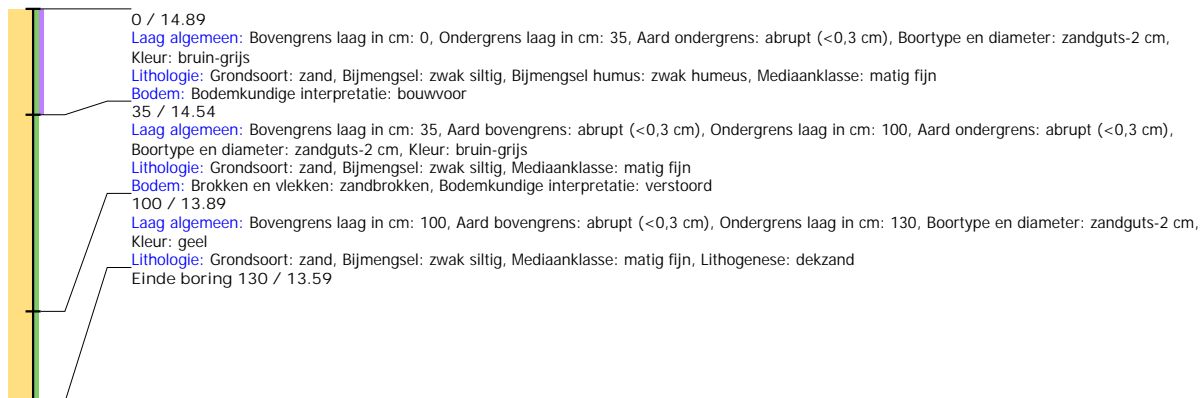 0 / 14.89
Laag algemeen: Bovengrens laag in cm: 0, Ondergrens laag in cm: 35, Aard ondergrens: abrupt (<0,3 cm), Boortype en diameter: zandguts-2 cm,
Kleur: bruin-grijs
Lithologie: Grondsoort: zand, Bijmengsel: zwak siltig, Bijmengsel humus: zwak humeus, Mediaanklasse: matig fijn
Bodem: Bodemkundige interpretatie: bouwvoor
35 / 14.54
Laag algemeen: Bovengrens laag in cm: 35, Aard bovengrens: abrupt (<0,3 cm), Ondergrens laag in cm: 100, Aard ondergrens: abrupt (<0,3 cm),
Boortype en diameter: zandguts-2 cm, Kleur: bruin-grijs
Lithologie: Grondsoort: zand, Bijmengsel: zwak siltig, Mediaanklasse: matig fijn
Bodem: Brokken en vlekken: zandbrokken, Bodemkundige interpretatie: verstoord
100 / 13.89
Laag algemeen: Bovengrens laag in cm: 100, Aard bovengrens: abrupt (<0,3 cm), Ondergrens laag in cm: 130, Boortype en diameter: zandguts-2 cm,
Kleur: geel
Lithologie: Grondsoort: zand, Bijmengsel: zwak siltig, Mediaanklasse: matig fijn, Lithogenese: dekzand
Einde boring 130 / 13.59